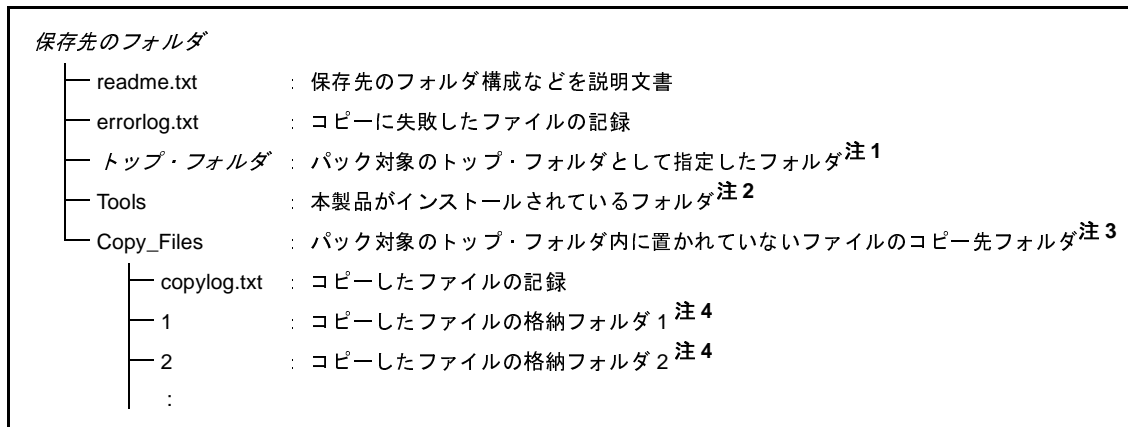 保存先のフォルダ
readme.txt : 保存先のフォルダ構成などを説明文書
errorlog.txt : コピーに失敗したファイルの記録
トップ・フォルダ : パック対象のトップ・フォルダとして指定したフォルダ注 1
Tools : 本製品がインストールされているフォルダ注 2
Copy_Files : パック対象のトップ・フォルダ内に置かれていないファイルのコピー先フォルダ注 3
copylog.txt : コピーしたファイルの記録
1 : コピーしたファイルの格納フォルダ 1 注 4
2 : コピーしたファイルの格納フォルダ 2 注 4
: